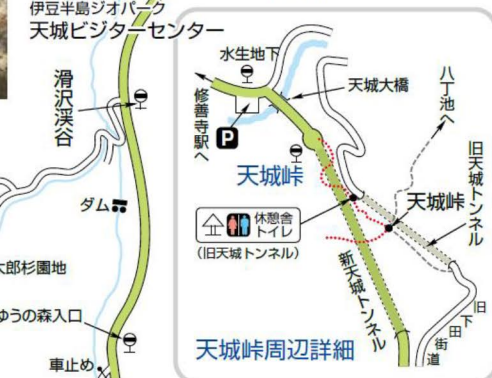 伊豆半島ジオパーク
天城ビジターセンター
滑沢渓谷
ダム
太郎杉園地
ゆうの森入口
車止め
水生地下
天城大橋
修善寺駅へ
P
天城峠
八丁池へ
旧天城トンネル
天城峠
休憩舎
トイレ
(旧天城トンネル)
新天城トンネル
旧下田街道
天城峠周辺詳細